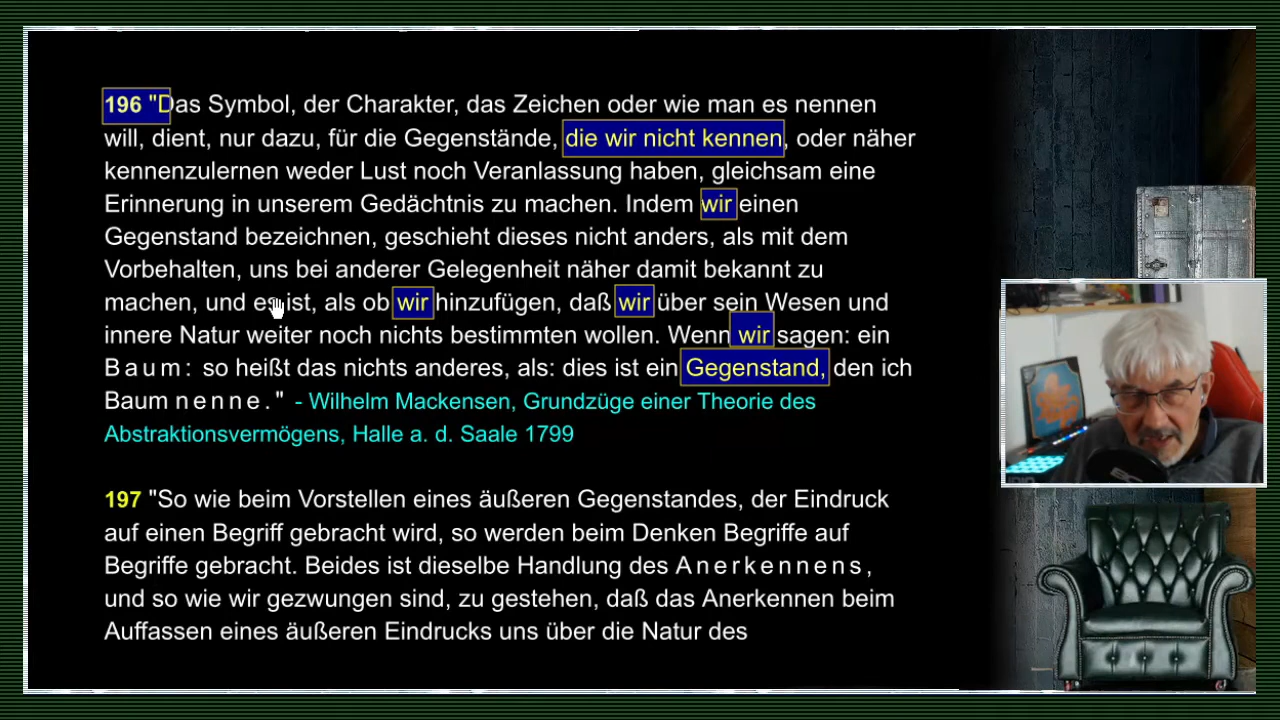 196 "Das Symbol, der Charakter, das Zeichen oder wie man es nennen
will, dient, nur dazu, für die Gegenstände, die wir nicht kennen, oder näher
kennenzulernen weder Lust noch Veranlassung haben, gleichsam eine
Erinnerung in unserem Gedächtnis zu machen. Indem wir einen
Gegenstand bezeichnen, geschieht dieses nicht anders, als mit dem
Vorbehalten, uns bei anderer Gelegenheit näher damit bekannt zu
machen, und es ist, als ob wir hinzufügen, daß wir über sein Wesen und
innere Natur weiter noch nichts bestimmten wollen. Wenn wir sagen: ein
B a u m : so heißt das nichts anderes, als: dies ist ein Gegenstand, den ich
Baum n e n n e . " - Wilhelm Mackensen, Grundzüge einer Theorie des
Abstraktionsvermögens, Halle a. d. Saale 1799
197 "So wie beim Vorstellen eines äußeren Gegenstandes, der Eindruck
auf einen Begriff gebracht wird, so werden beim Denken Begriffe auf
Begriffe gebracht. Beides ist dieselbe Handlung des A n e r k e n n e n s ,
und so wie wir gezwungen sind, zu gestehen, daß das Anerkennen beim
Auffassen eines äußeren Eindrucks uns über die Natur des